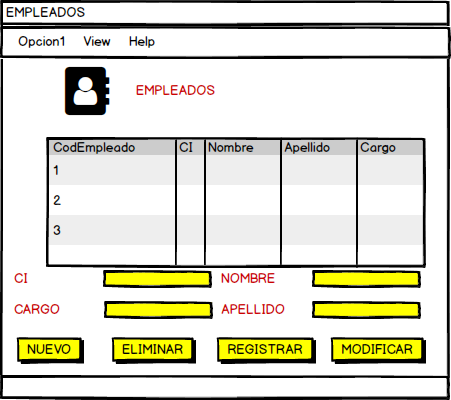 EMPLEADOS
Opcion1 View Help
EMPLEADOS
CodEmpleado CI Nombre Apellido Cargo
1
2
3
CI NOMBRE
CARGO APELLIDO
NUEVO ELIMINAR REGISTRAR MODIFICAR